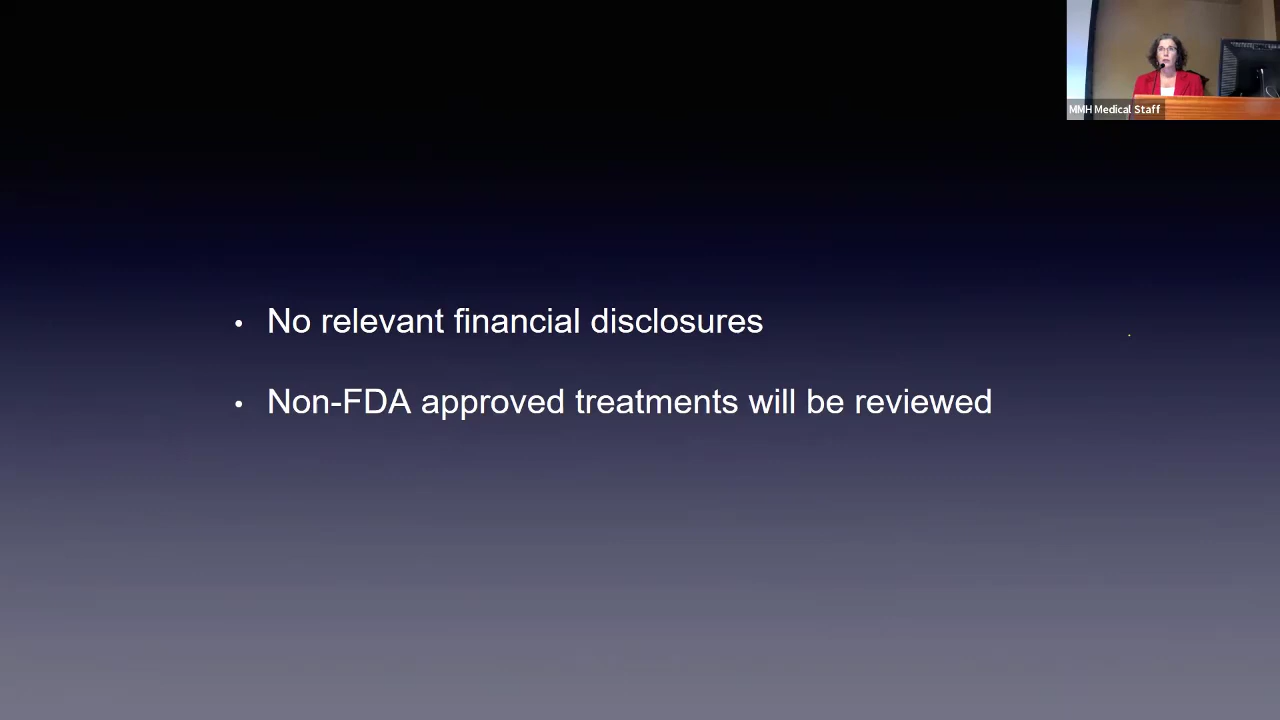 MMH Medical Staff
• No relevant financial disclosures
• Non-FDA approved treatments will be reviewed